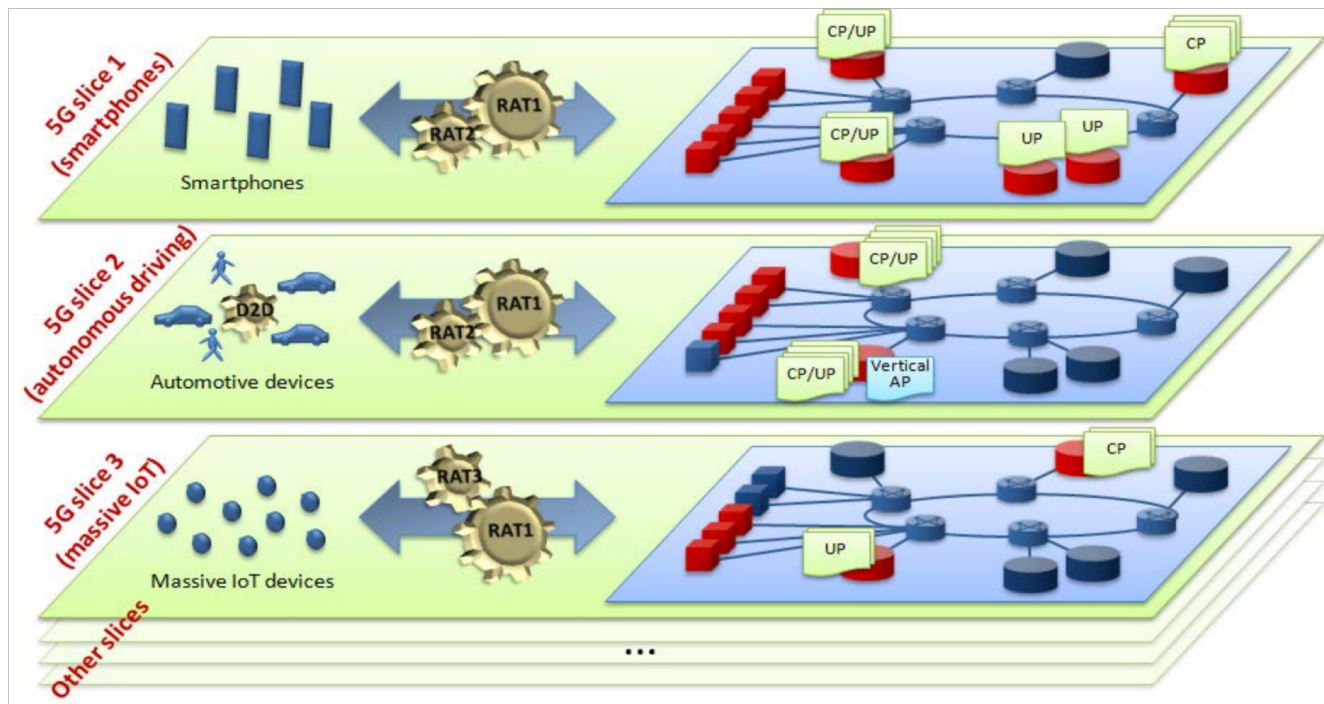 5G slice 1
(smartphones)
Smartphones
RAT2
RAT1
CP/UP
CP/UP
CP
UP
UP
5G slice 2
(autonomous driving)
D2D
Automotive devices
RAT2
RAT1
CP/UP
CP/UP
Vertical
AP
5G slice 3
(massive IoT)
Massive IoT devices
RAT3
RAT1
UP
CP
Other slices
...